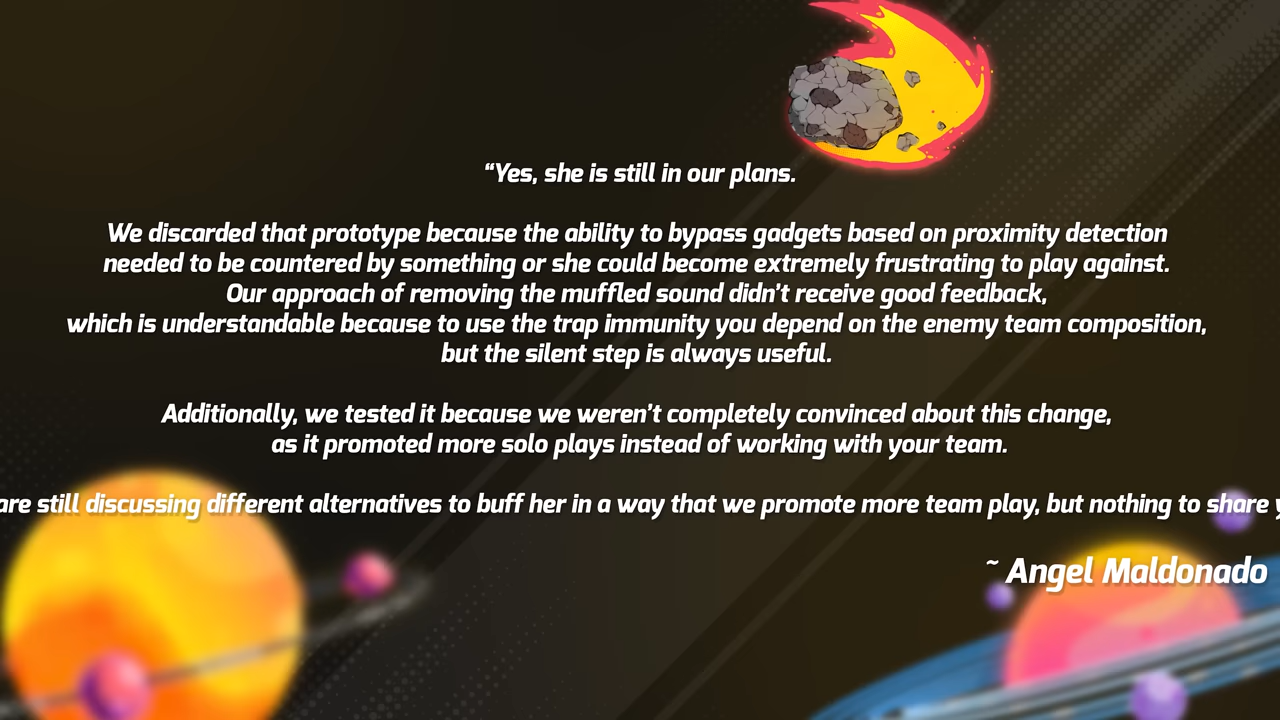 “Yes, she is still in our plans.
We discarded that prototype because the ability to bypass gadgets based on proximity detection
needed to be countered by something or she could become extremely frustrating to play against.
Our approach of removing the muffled sound didn’t receive good feedback,
which is understandable because to use the trap immunity you depend on the enemy team composition,
but the silent step is always useful.
Additionally, we tested it because we weren’t completely convinced about this change,
as it promoted more solo plays instead of working with your team.
are still discussing different alternatives to buff her in a way that we promote more team play, but nothing to share
~ Angel Maldonado